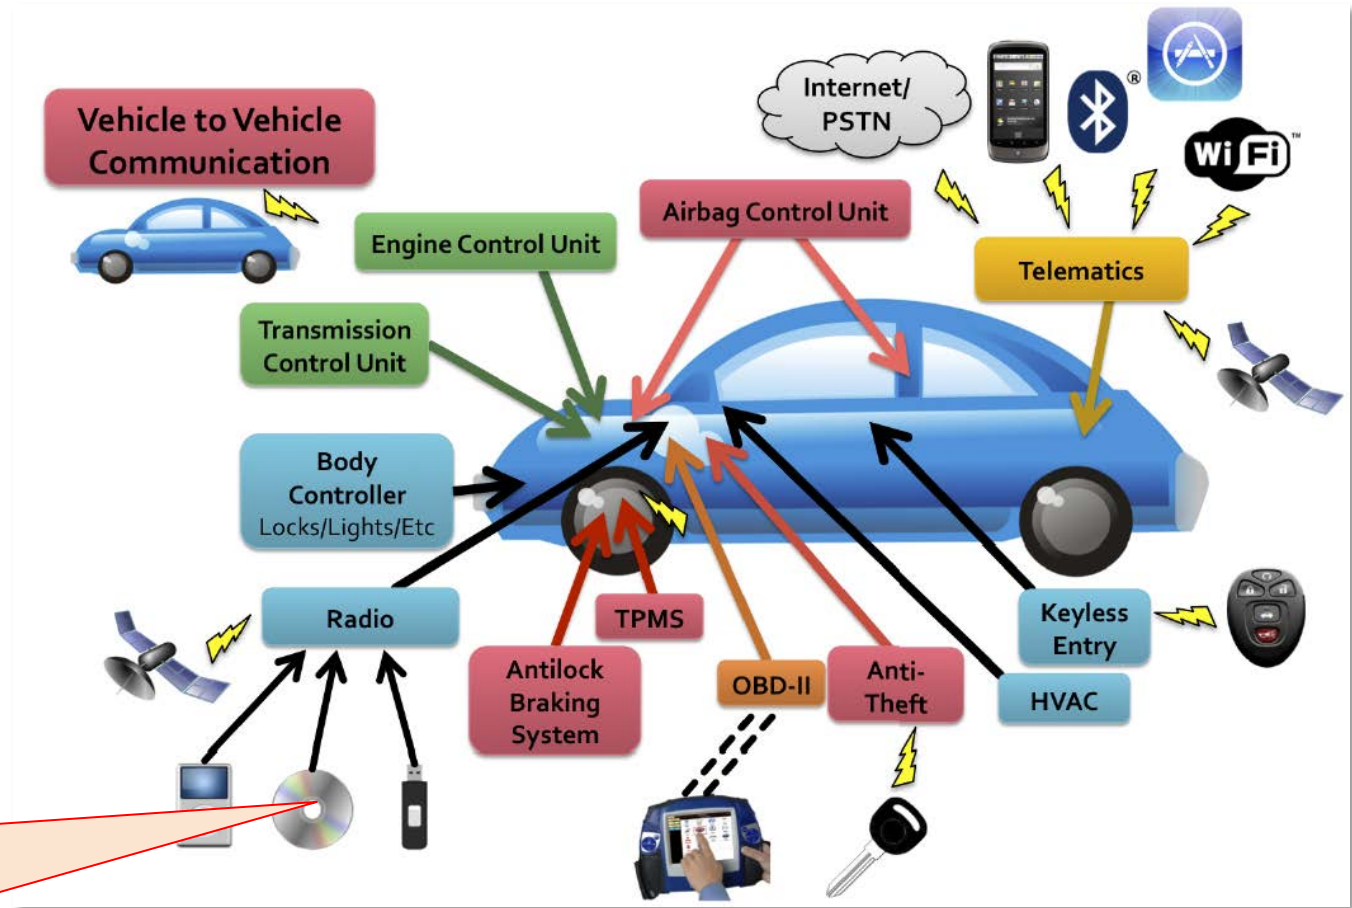 Vehicle to Vehicle
Communication
Internet/
PSTN
®
Wi Fi ™
Airbag Control Unit
Engine Control Unit
Telematics
Transmission
Control Unit
Body
Controller
Locks/Lights/Etc
Radio
TPMS
Keyless
Entry
Antilock
Braking
System
OBD-II
Anti-
Theft
HVAC